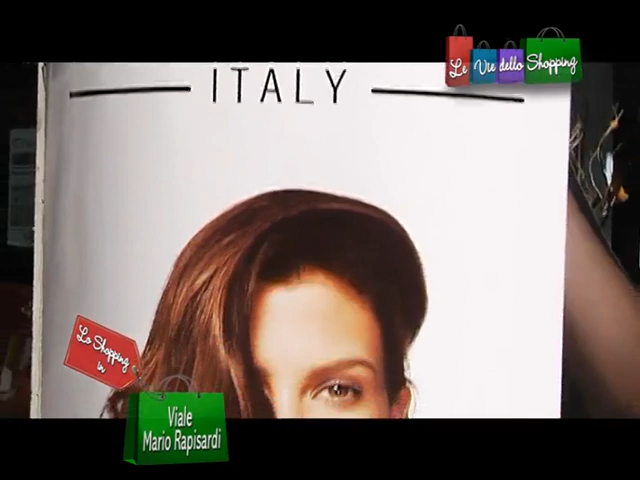 Le Vie dello Shopping
ITALY
Lo Shopping
in
Viale
Mario Rapisardi